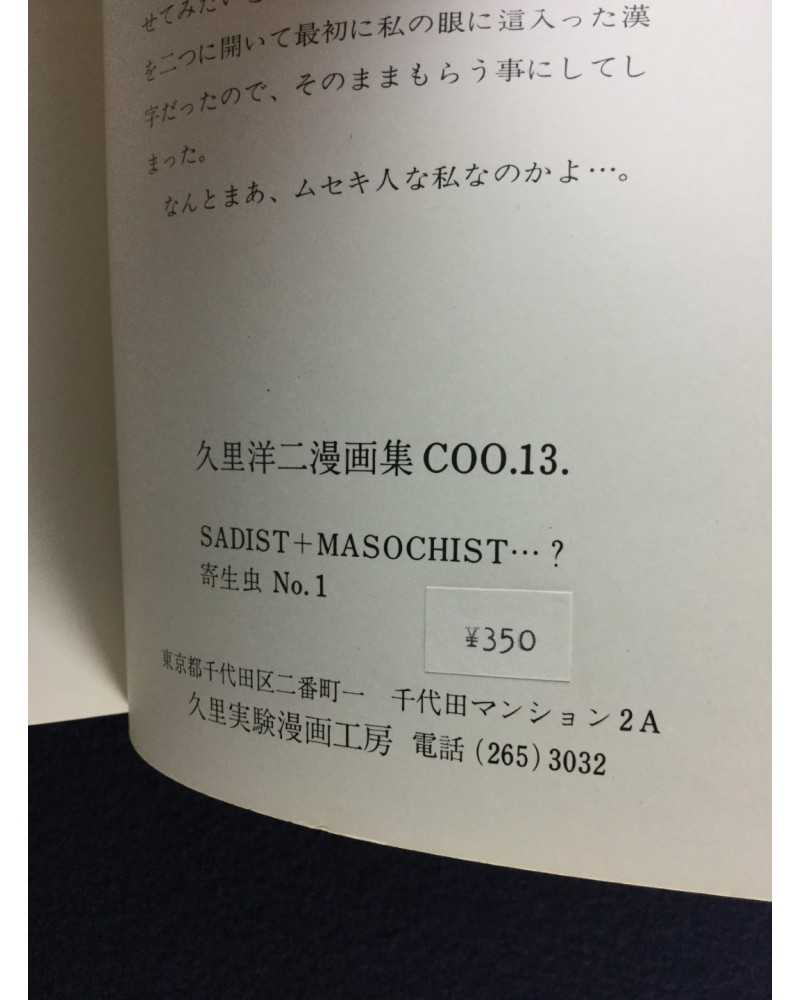 せてみたいと
を二つに開いて最初に私の眼に這入った漢
字だったので、そのままもらう事にしてし
まった。
なんとまあ、ムセキ人な私なのかよ…。
久里洋二漫画集 COO.13.
SADIST+MASOCHIST…?
寄生虫 No.1
¥350
東京都千代田区二番町一 千代田マンション2A
久里実験漫画工房 電話 (265) 3032